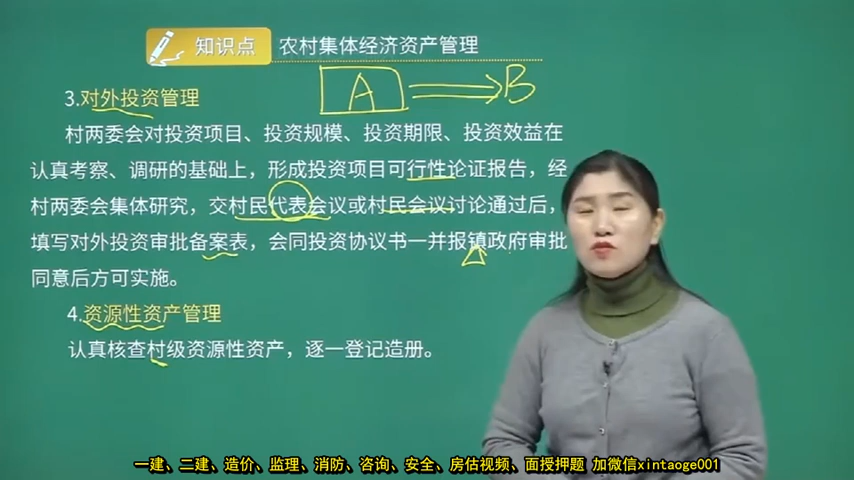 知识点 农村集体经济资产管理
A B
3.对外投资管理
村两委会对投资项目、投资规模、投资期限、投资效益在
认真考察、调研的基础上，形成投资项目可行性论证报告，经
村两委会集体研究，交村民代表会议或村民会议讨论通过后，
填写对外投资审批备案表，会同投资协议书一并报镇政府审批
同意后方可实施。
4.资源性资产管理
认真核查村级资源性资产，逐一登记造册。
一建、二建、造价、监理、消防、咨询、安全、房估视频、面授押题 加微信xintaoge001